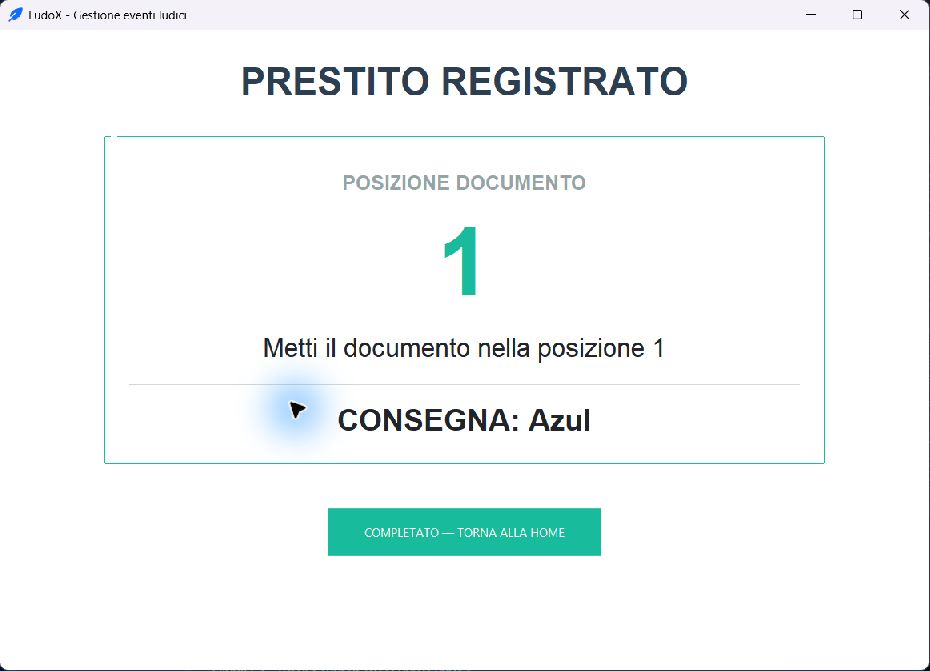 LudoX - Gestione eventi ludici
PRESTITO REGISTRATO
POSIZIONE DOCUMENTO
1
Metti il documento nella posizione 1
CONSEGNA: Azul
COMPLETATO — TORNA ALLA HOME